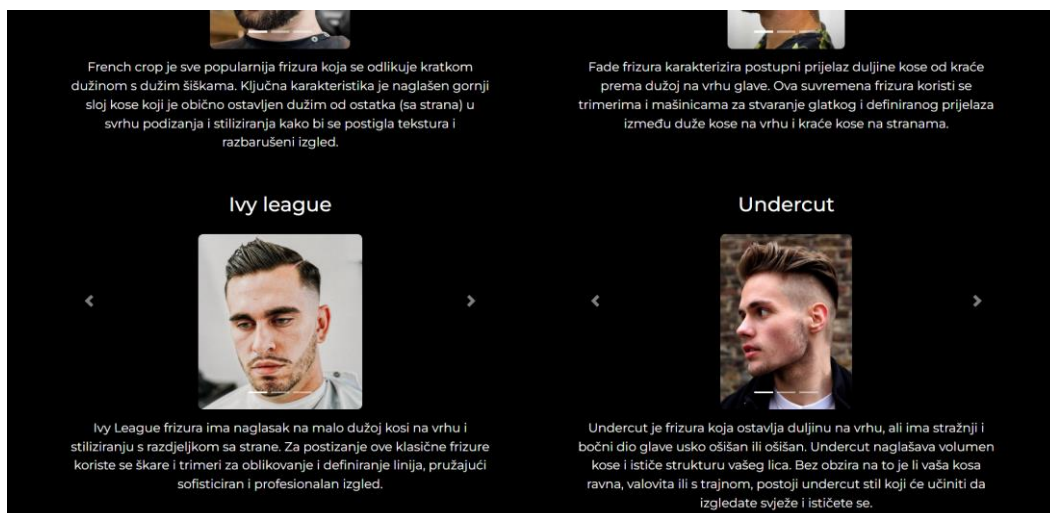 French crop je sve popularnija frizura koja se odlikuje kratkom
dužinom s dužim šiškama. Ključna karakteristika je naglašen gornji
sloj kose koji je obično ostavljen dužim od ostatka (sa strana) u
svrhu podizanja i stiliziranja kako bi se postigla tekstura i
razbarušeni izgled.
Fade frizura karakterizira postupni prijelaz duljine kose od kraće
prema dužoj na vrhu glave. Ova suvremena frizura koristi se
trimerima i mašinicama za stvaranje glatkog i definiranog prijelaza
između duže kose na vrhu i kraće kose na stranama.
Ivy league
Ivy League frizura ima naglasak na malo dužoj kosi na vrhu i
stiliziranju s razdjeljkom sa strane. Za postizanje ove klasične frizure
koriste se škare i trimeri za oblikovanje i definiranje linija, pružajući
sofisticiran i profesionalan izgled.
Undercut
Undercut je frizura koja ostavlja duljinu na vrhu, ali ima stražnji i
bočni dio glave usko ošišan ili ošišan. Undercut naglašava volumen
kose i ističe strukturu vašeg lica. Bez obzira na to je li vaša kosa
ravna, valovita ili s trajnom, postoji undercut stil koji će učiniti da
izgledate svježe i ističete se.